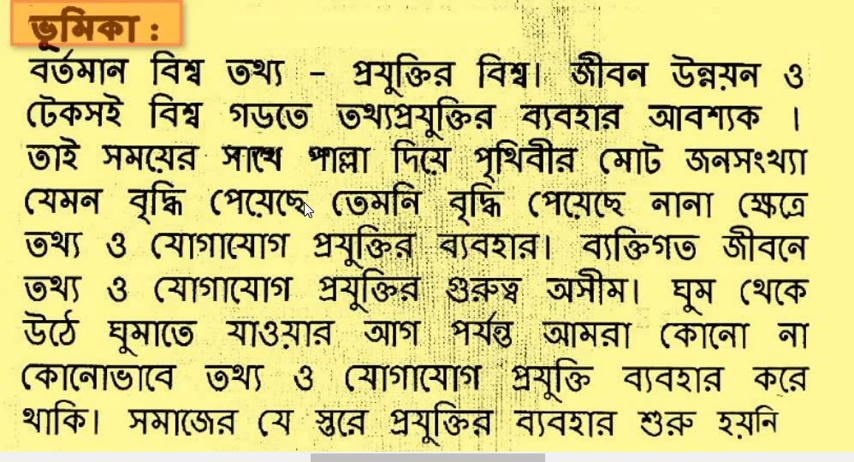 ভূমিকা :
বর্তমান বিশ্ব তথ্য – প্রযুক্তির বিশ্ব। জীবন উন্নয়ন ও
টেকসই বিশ্ব গড়তে তথ্যপ্রযুক্তির ব্যবহার আবশ্যক ।
তাই সময়ের সাথে পাল্লা দিয়ে পৃথিবীর মোট জনসংখ্যা
যেমন বৃদ্ধি পেয়েছে তেমনি বৃদ্ধি পেয়েছে নানা ক্ষেত্রে
তথ্য ও যোগাযোগ প্রযুক্তির ব্যবহার। ব্যক্তিগত জীবনে
তথ্য ও যোগাযোগ প্রযুক্তির গুরুত্ব অসীম। ঘুম থেকে
উঠে ঘুমাতে যাওয়ার আগ পর্যন্ত আমরা কোনো না
কোনোভাবে তথ্য ও যোগাযোগ প্রযুক্তি ব্যবহার করে
থাকি। সমাজের যে স্তরে প্রযুক্তির ব্যবহার শুরু হয়নি